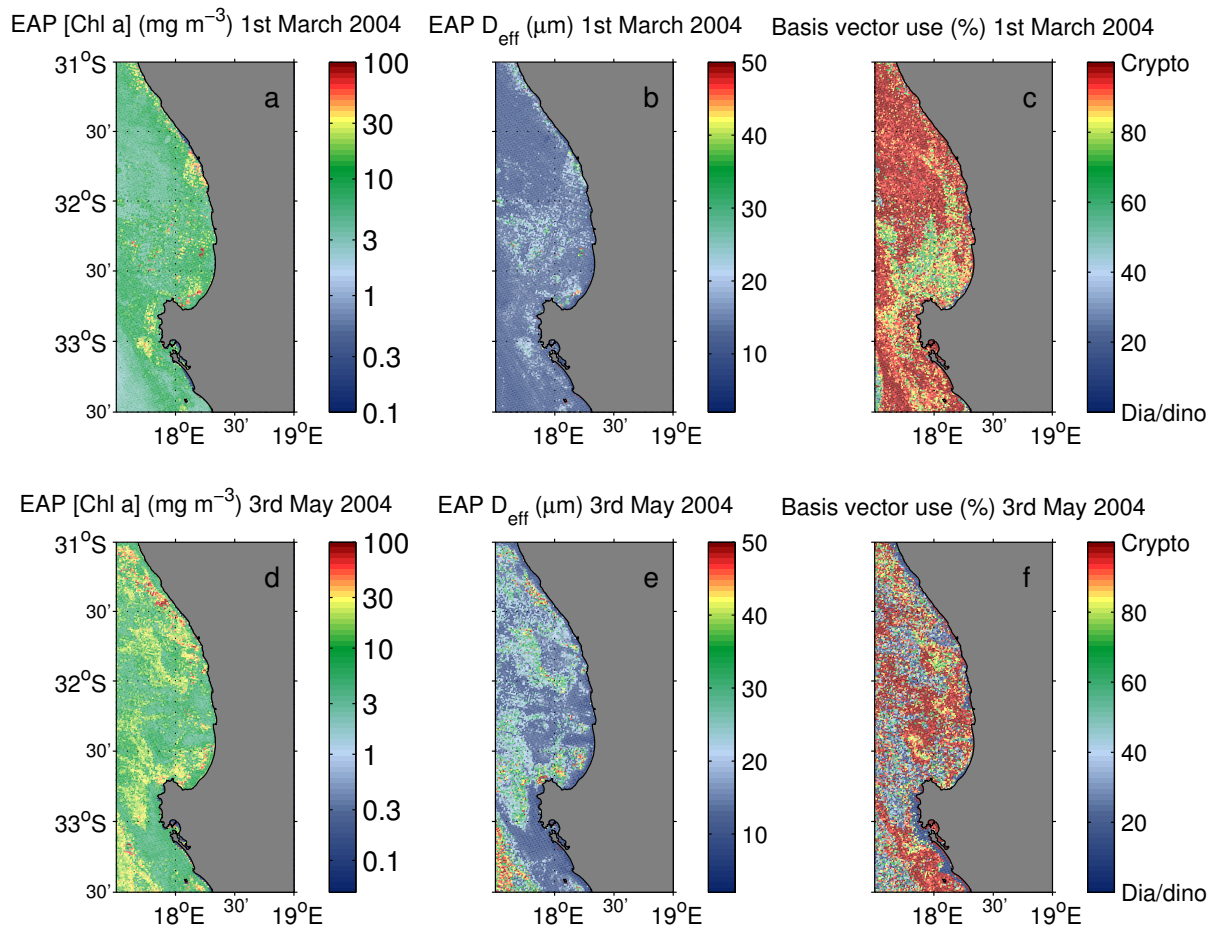 EAP [Chl a] (mg m⁻³) 1st March 2004
EAP D_eff (μm) 1st March 2004
Basis vector use (%) 1st March 2004
31°S
30'
32°S
30'
33°S
30'
18°E
30'
19°E
a
100
30
10
3
1
0.3
0.1
18°E
30'
19°E
b
50
40
30
20
10
18°E
30'
19°E
c
Crypto
80
60
40
20
Dia/dino
EAP [Chl a] (mg m⁻³) 3rd May 2004
EAP D_eff (μm) 3rd May 2004
Basis vector use (%) 3rd May 2004
31°S
30'
32°S
30'
33°S
30'
18°E
30'
19°E
d
100
30
10
3
1
0.3
0.1
18°E
30'
19°E
e
50
40
30
20
10
18°E
30'
19°E
f
Crypto
80
60
40
20
Dia/dino